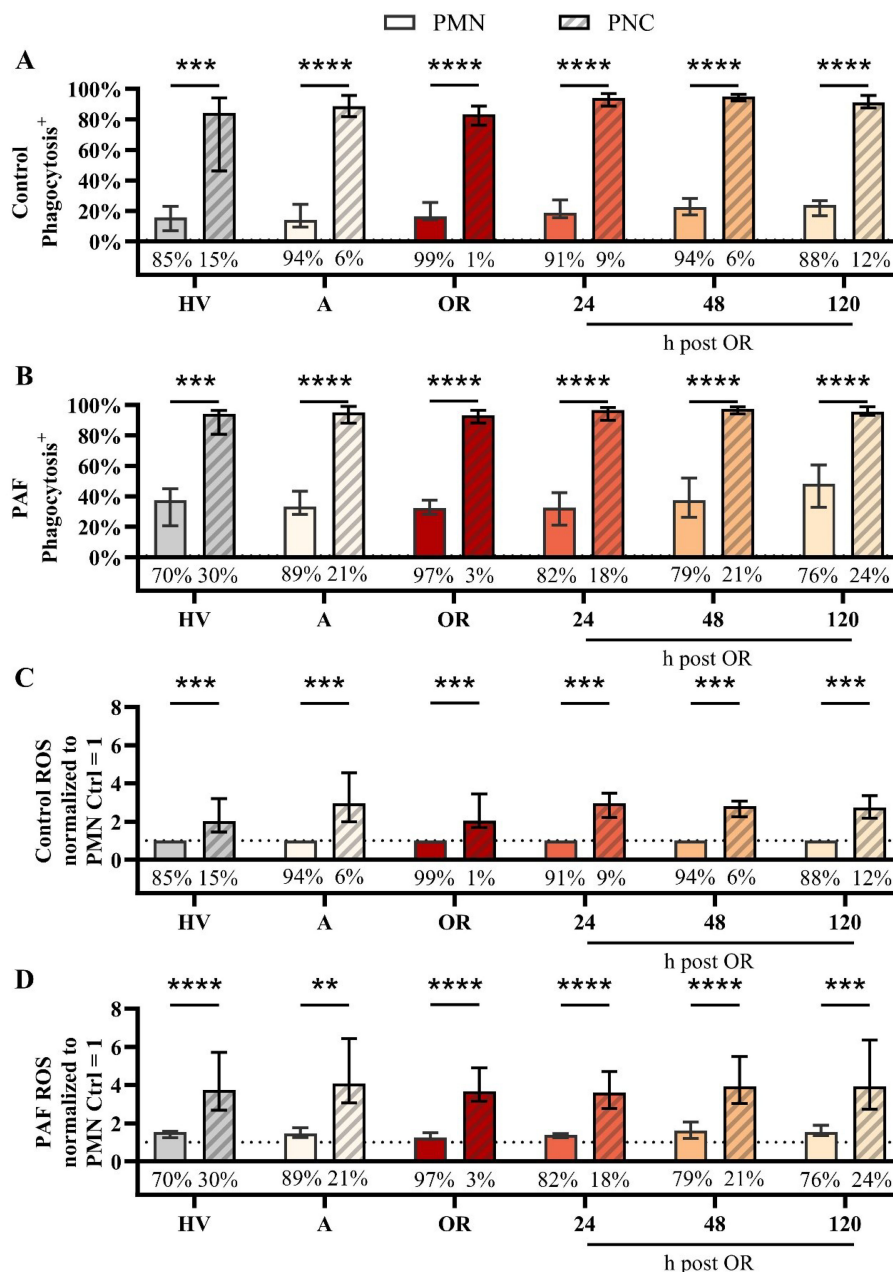 PMN PNC
A
*** **** **** **** **** ****
Control
Phagocytosis+
100%
80%
60%
40%
20%
0%
85% 15% 94% 6% 99% 1% 91% 9% 94% 6% 88% 12%
HV A OR 24 48 120
h post OR
B
*** **** **** **** **** ****
PAF
Phagocytosis+
100%
80%
60%
40%
20%
0%
70% 30% 89% 21% 97% 3% 82% 18% 79% 21% 76% 24%
HV A OR 24 48 120
h post OR
C
*** *** *** *** *** ***
Control ROS
normalized to
PMN Ctrl = 1
8
6
4
2
0
85% 15% 94% 6% 99% 1% 91% 9% 94% 6% 88% 12%
HV A OR 24 48 120
h post OR
D
**** ** **** **** **** ***
PAF ROS
normalized to
PMN Ctrl = 1
8
6
4
2
0
70% 30% 89% 21% 97% 3% 82% 18% 79% 21% 76% 24%
HV A OR 24 48 120
h post OR